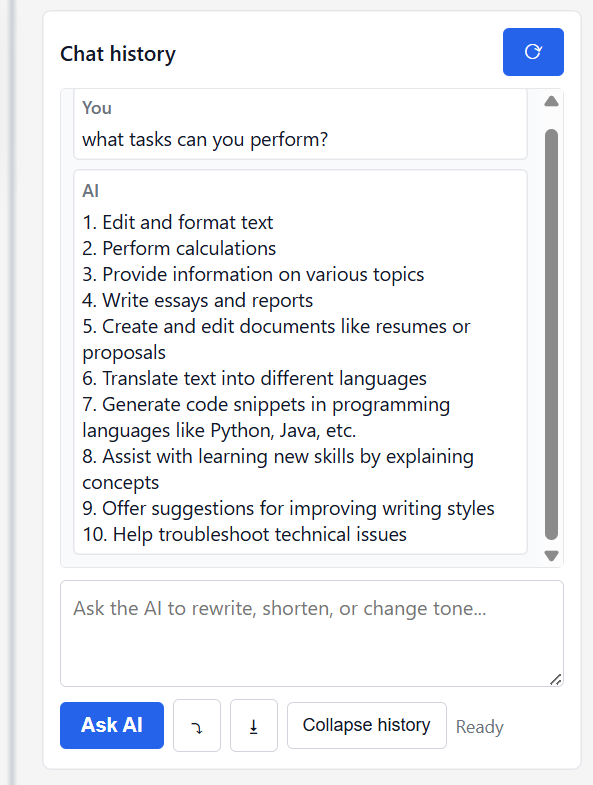 Chat history
You
what tasks can you perform?
AI
1. Edit and format text
2. Perform calculations
3. Provide information on various topics
4. Write essays and reports
5. Create and edit documents like resumes or
proposals
6. Translate text into different languages
7. Generate code snippets in programming
languages like Python, Java, etc.
8. Assist with learning new skills by explaining
concepts
9. Offer suggestions for improving writing styles
10. Help troubleshoot technical issues
Ask the AI to rewrite, shorten, or change tone...
Ask AI
Collapse history
Ready